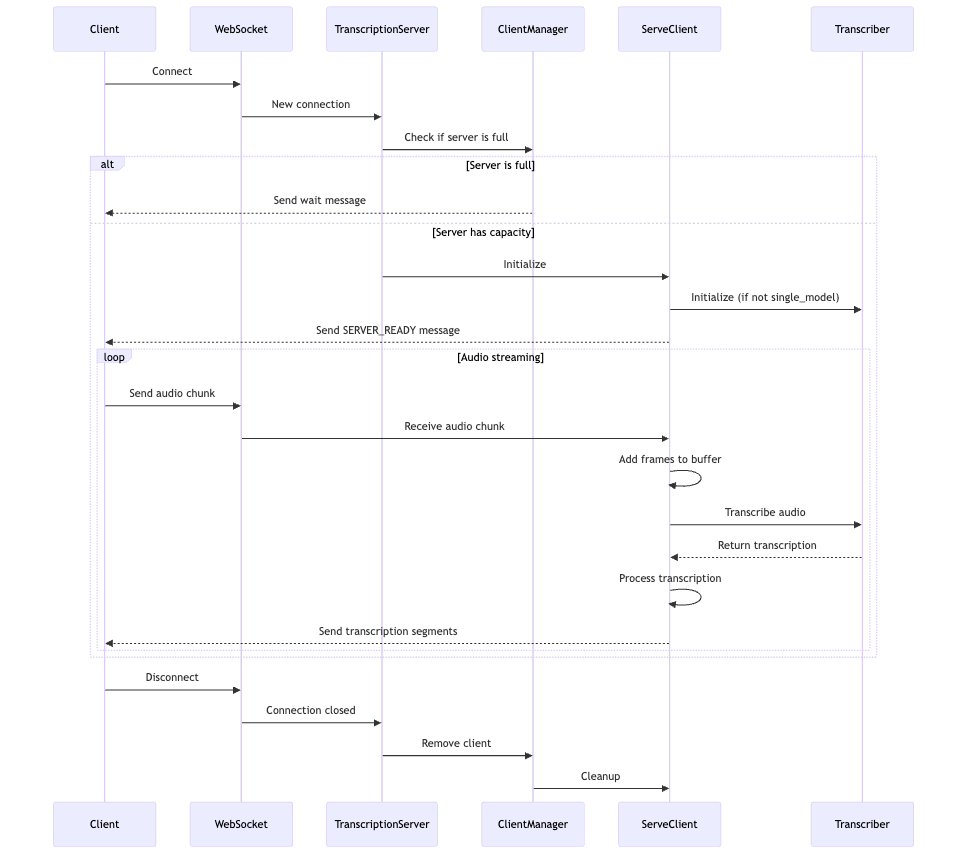 Client
WebSocket
TranscriptionServer
ClientManager
ServeClient
Transcriber
Connect
New connection
Check if server is full
alt
[Server is full]
Send wait message
[Server has capacity]
Initialize
Initialize (if not single_model)
Send SERVER_READY message
loop
[Audio streaming]
Send audio chunk
Receive audio chunk
Add frames to buffer
Transcribe audio
Return transcription
Process transcription
Send transcription segments
Disconnect
Connection closed
Remove client
Cleanup
Client
WebSocket
TranscriptionServer
ClientManager
ServeClient
Transcriber